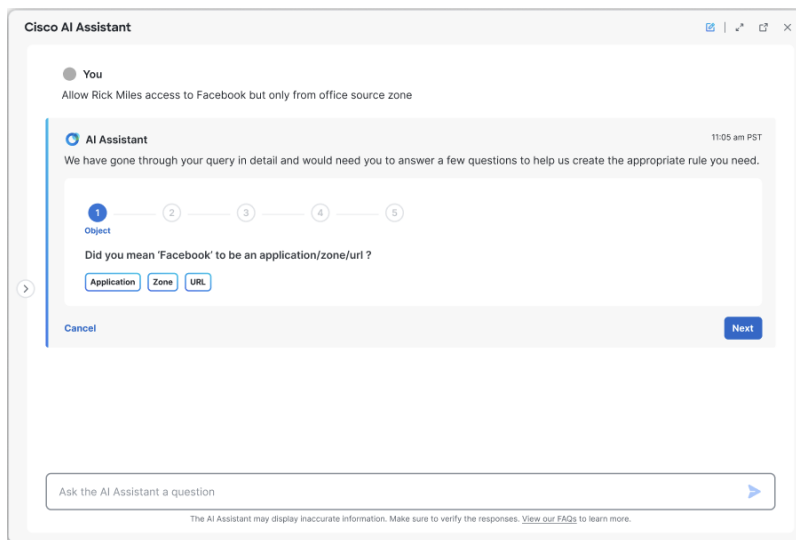 Cisco AI Assistant
You
Allow Rick Miles access to Facebook but only from office source zone
AI Assistant
11:05 am PST
We have gone through your query in detail and would need you to answer a few questions to help us create the appropriate rule you need.
1 2 3 4 5
Object
Did you mean ‘Facebook’ to be an application/zone/url ?
Application Zone URL
Cancel
Next
Ask the AI Assistant a question
The AI Assistant may display inaccurate information. Make sure to verify the responses. View our FAQs to learn more.